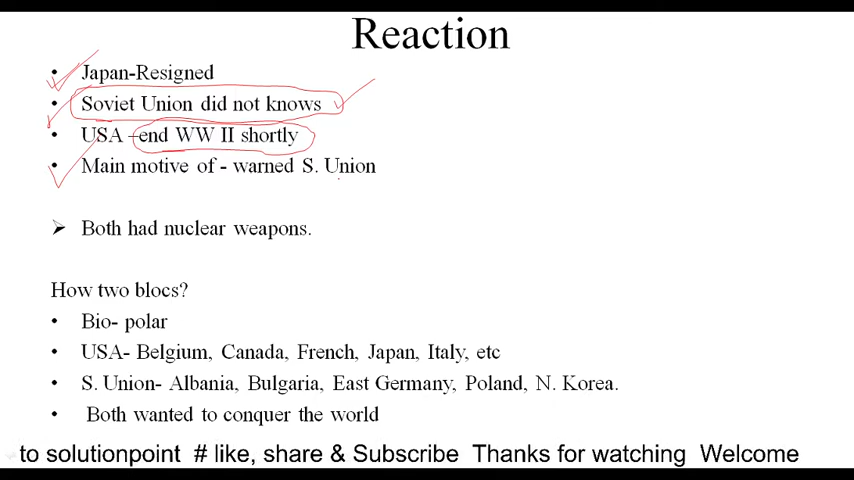 Reaction
• Japan-Resigned
• Soviet Union did not knows
• USA –end WW II shortly
• Main motive of - warned S. Union
➢ Both had nuclear weapons.
How two blocs?
• Bio- polar
• USA- Belgium, Canada, French, Japan, Italy, etc
• S. Union- Albania, Bulgaria, East Germany, Poland, N. Korea.
• Both wanted to conquer the world
to solutionpoint # like, share & Subscribe Thanks for watching Welcome